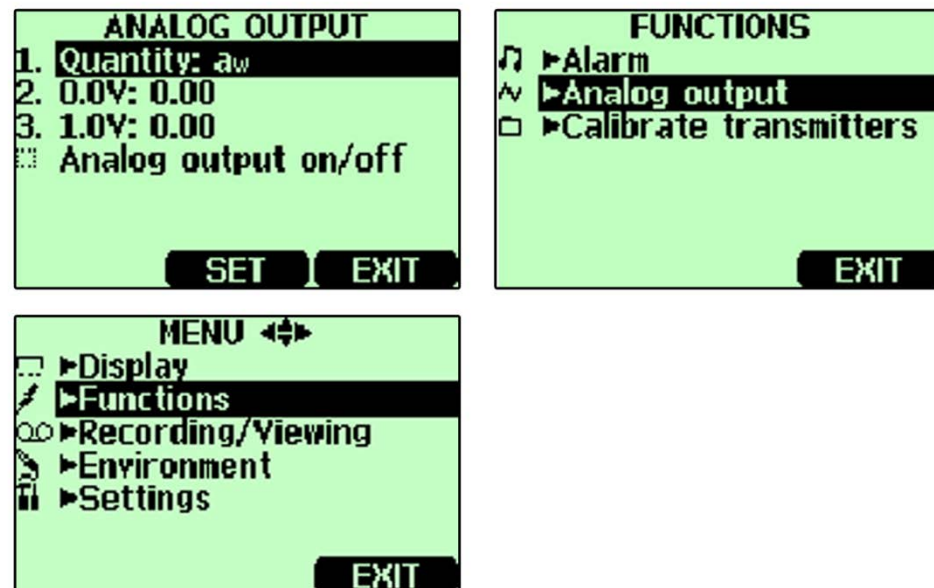 ANALOG OUTPUT
1. Quantity: aw
2. 0.0V: 0.00
3. 1.0V: 0.00
Analog output on/off
SET EXIT
FUNCTIONS
Alarm
Analog output
Calibrate transmitters
EXIT
MENU
Display
Functions
Recording/Viewing
Environment
Settings
EXIT